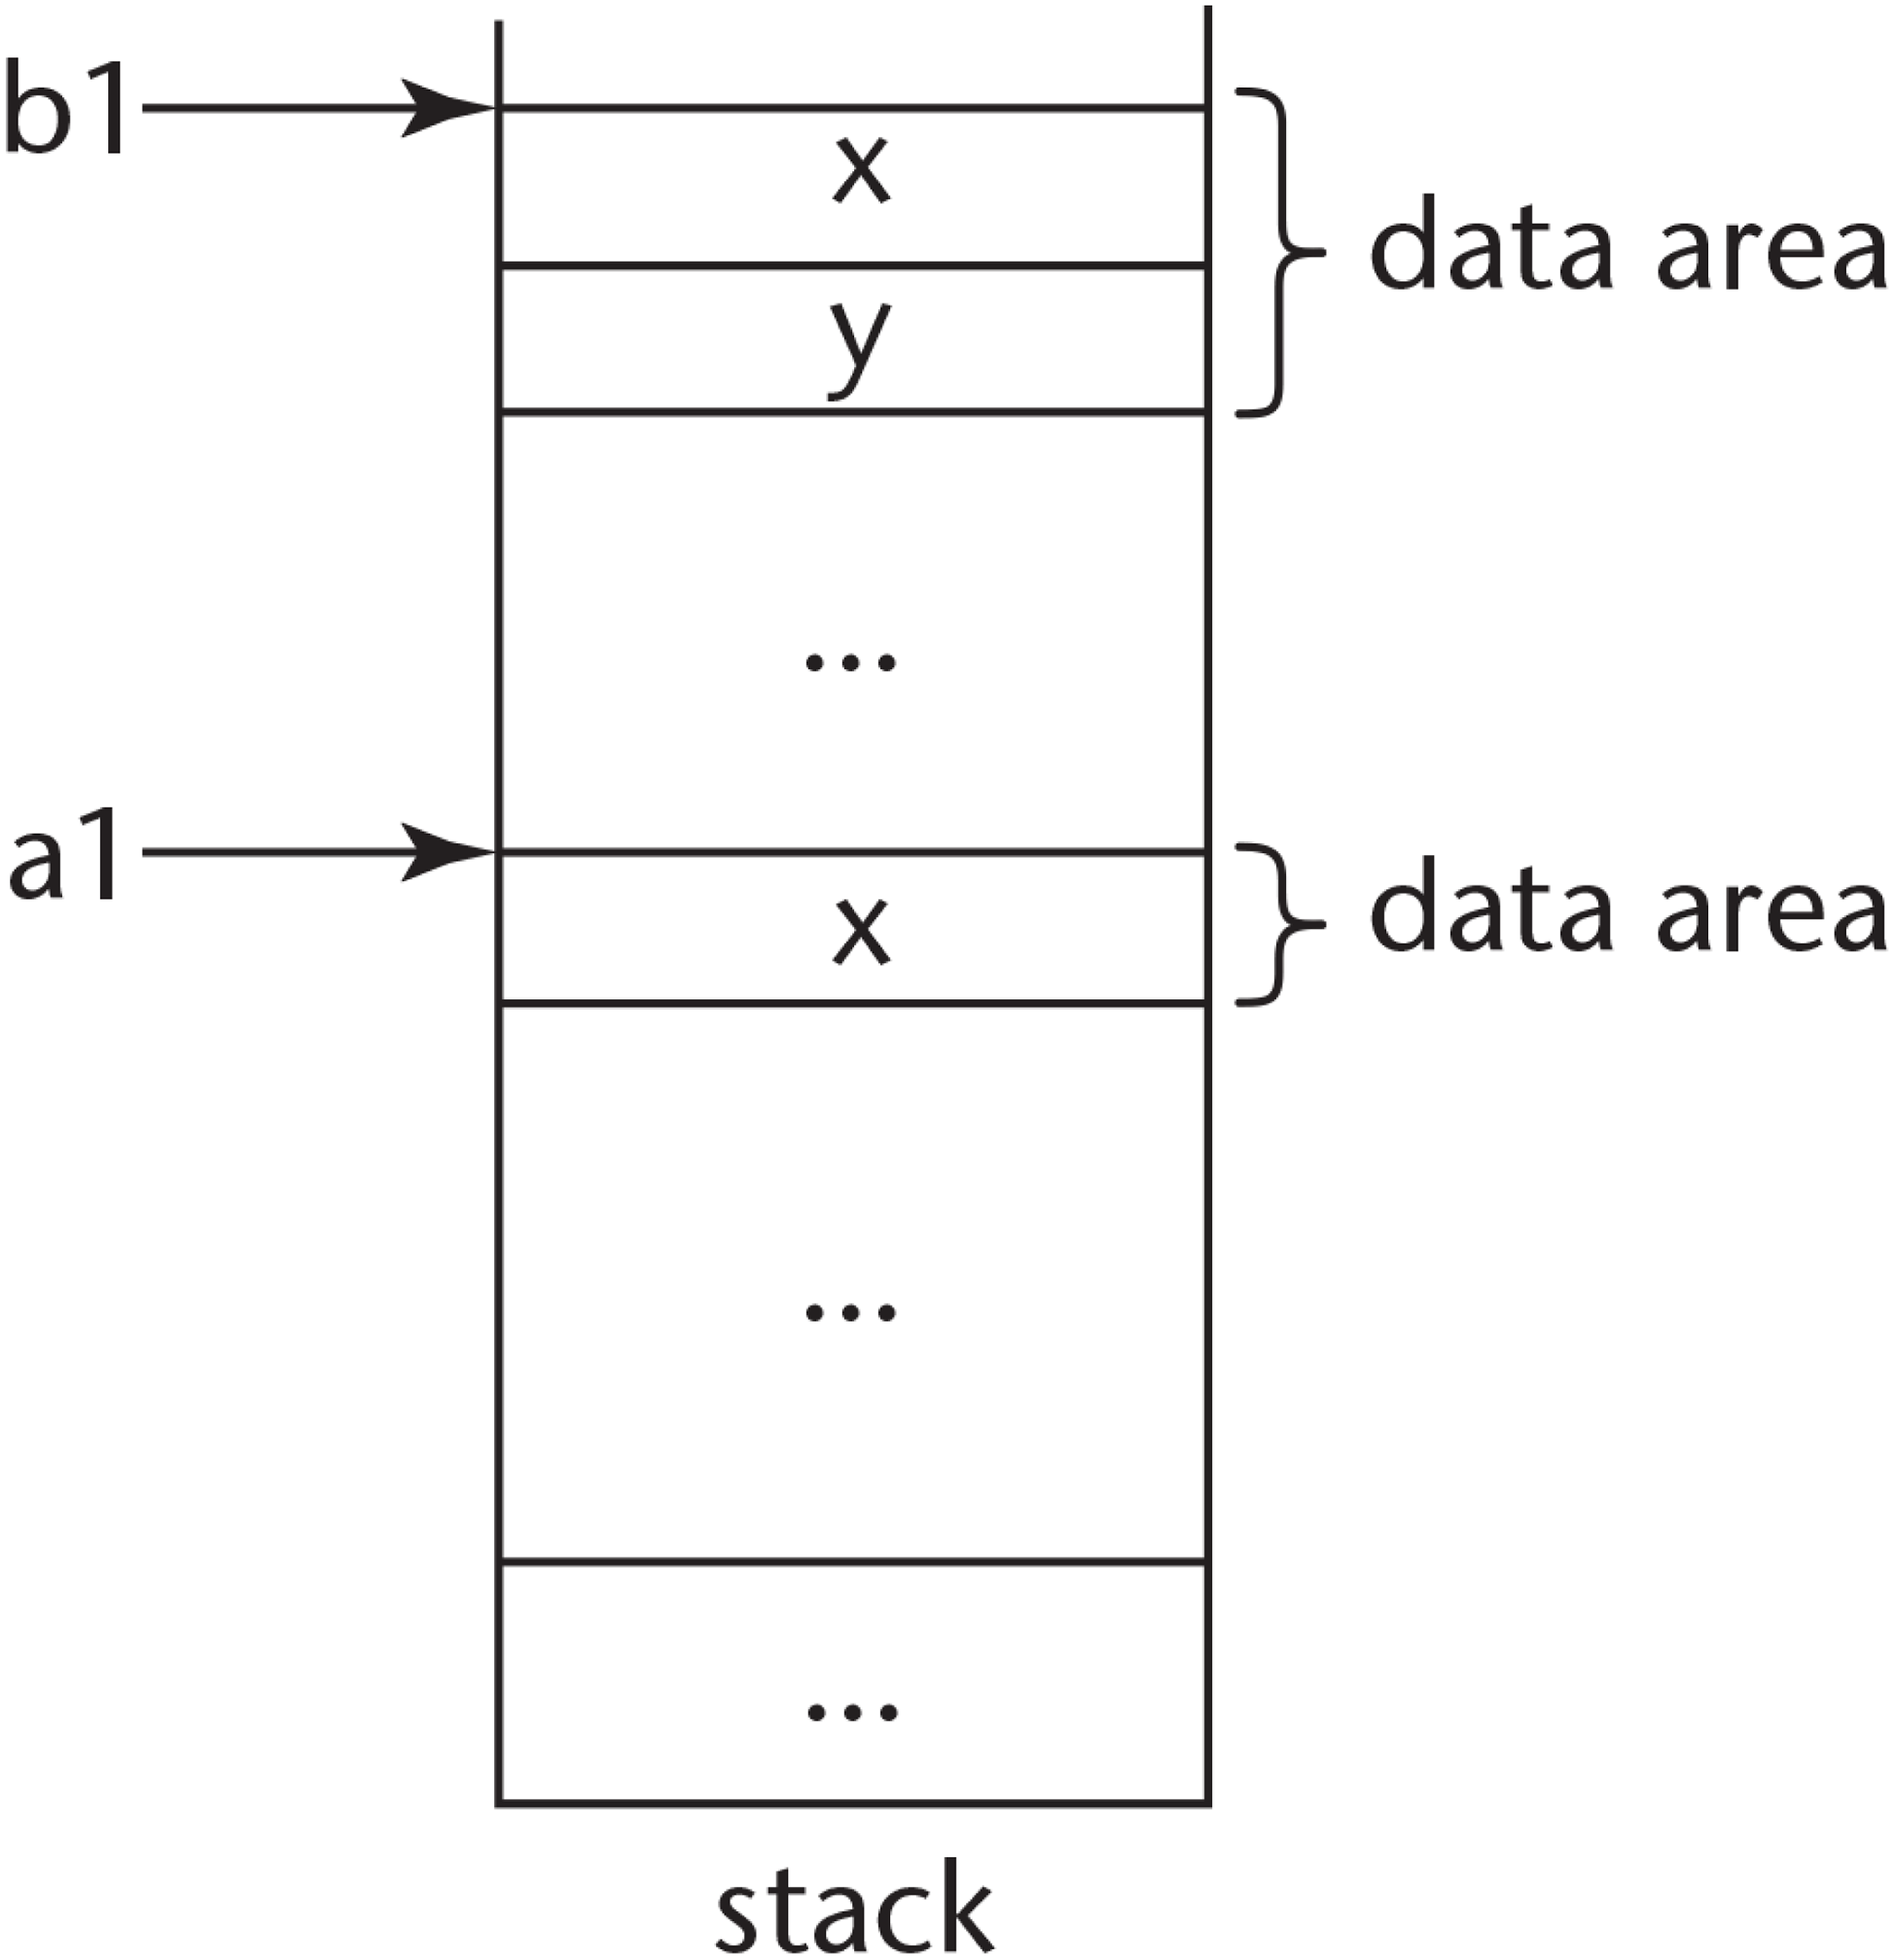 b1
x
data area
y
...
a1
x
data area
...
...
stack